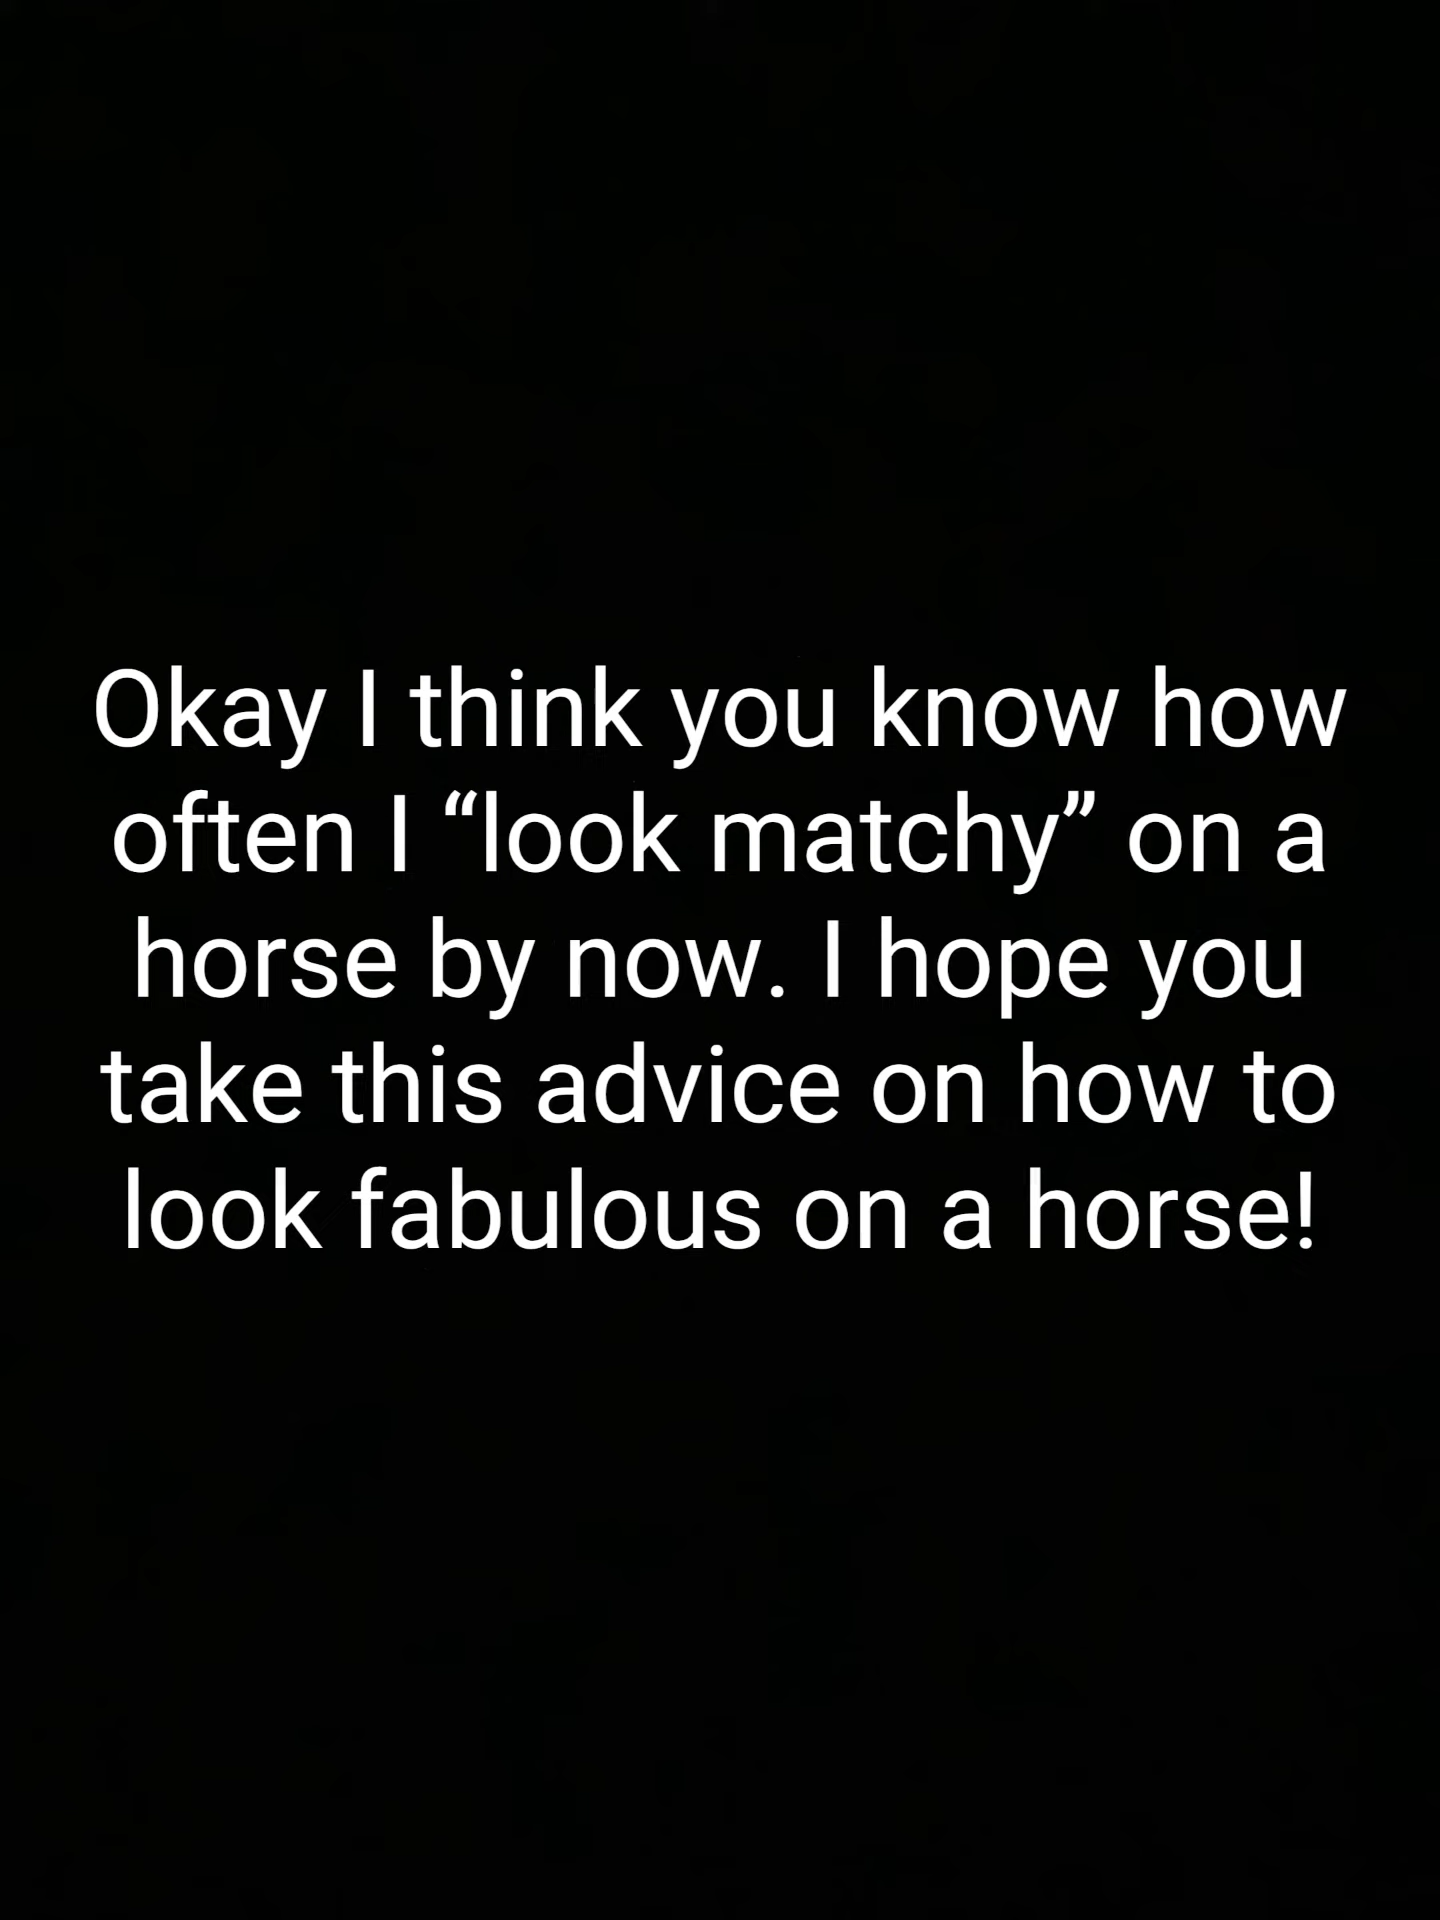 Okay I think you know how
often I “look matchy” on a
horse by now. I hope you
take this advice on how to
look fabulous on a horse!